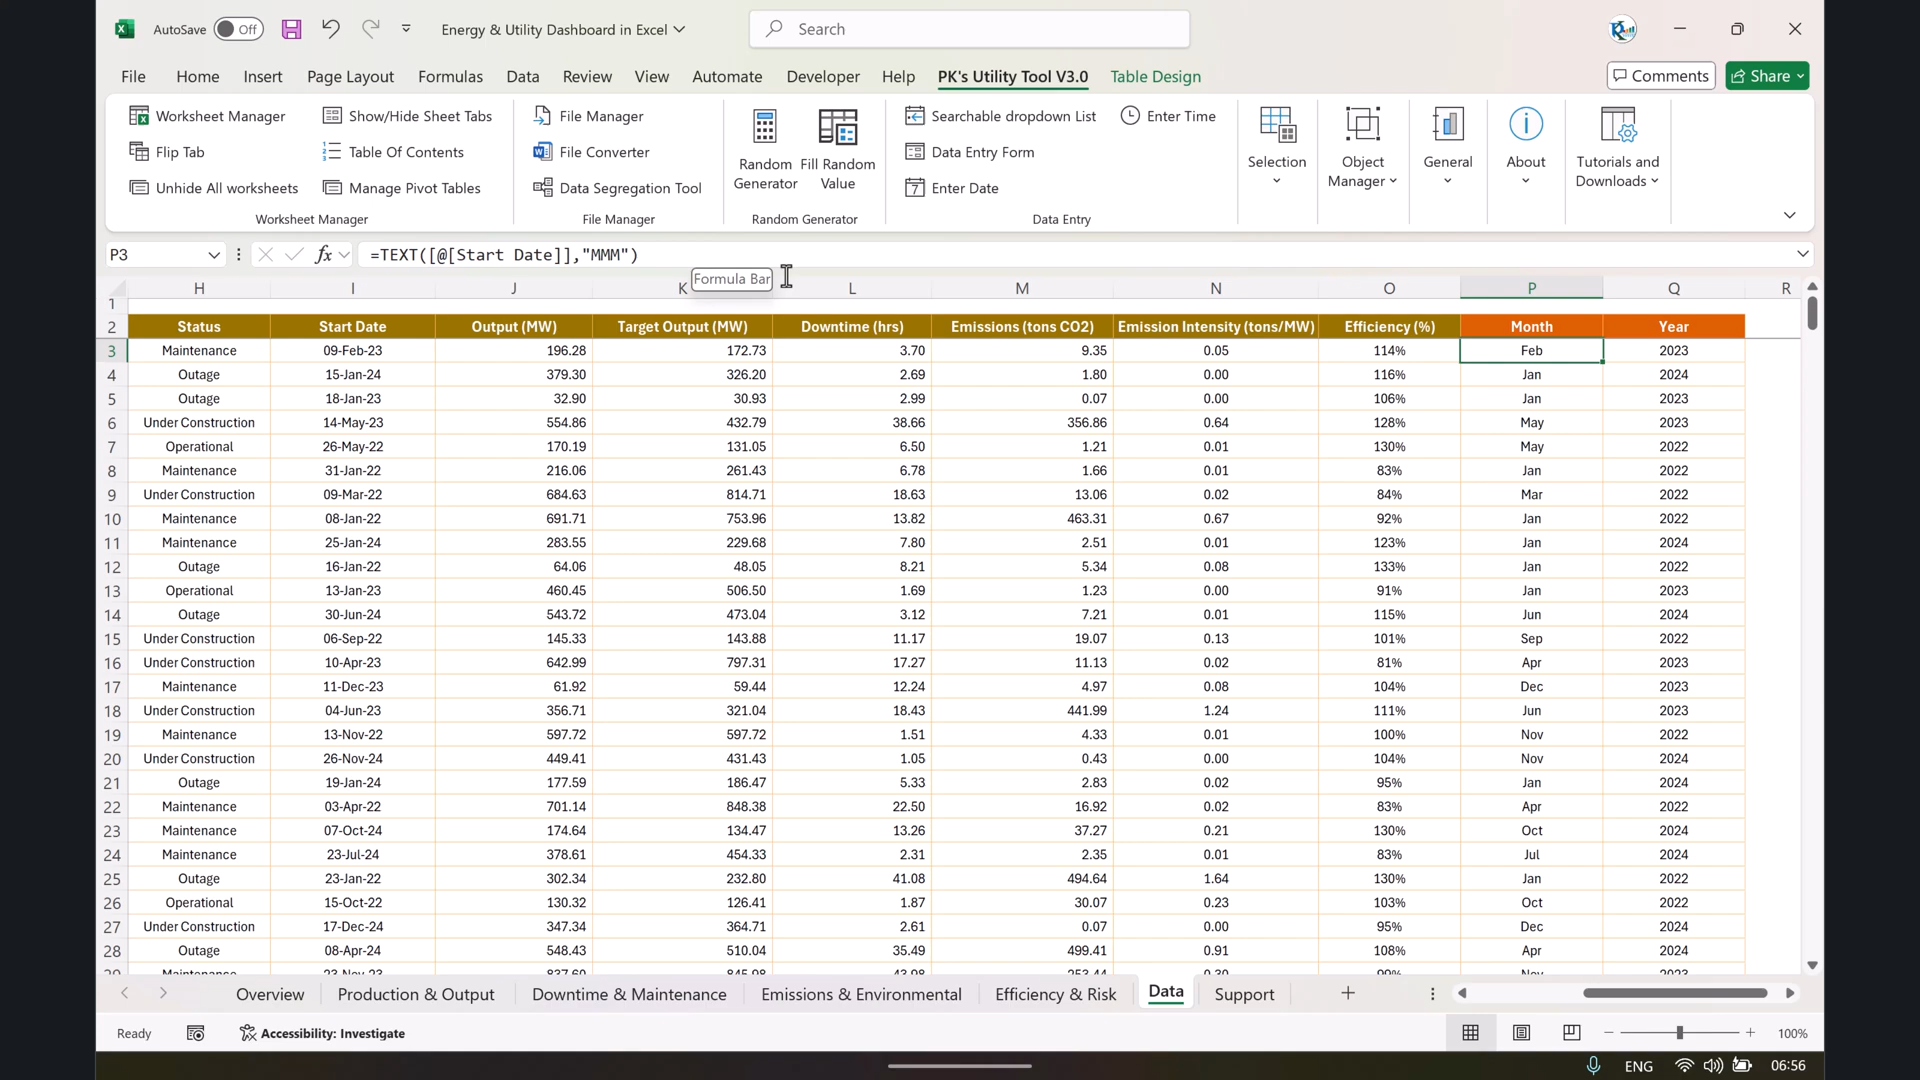 AutoSave Off Energy & Utility Dashboard in Excel Search
File Home Insert Page Layout Formulas Data Review View Automate Developer Help PK's Utility Tool V3.0 Table Design Comments Share
Worksheet Manager Show/Hide Sheet Tabs File Manager Searchable dropdown List Enter Time
Flip Tab Table Of Contents File Converter Random Generator Fill Random Value Data Entry Form Selection Object Manager General About Tutorials and Downloads
Unhide All worksheets Manage Pivot Tables Data Segregation Tool Enter Date
Worksheet Manager File Manager Random Generator Data Entry
P3 fx =TEXT([@[Start Date]],"MMM")
Formula Bar
H I J K L M N O P Q R
1
2 Status Start Date Output (MW) Target Output (MW) Downtime (hrs) Emissions (tons CO2) Emission Intensity (tons/MW) Efficiency (%) Month Year
3 Maintenance 09-Feb-23 196.28 172.73 3.70 9.35 0.05 114% Feb 2023
4 Outage 15-Jan-24 379.30 326.20 2.69 1.80 0.00 116% Jan 2024
5 Outage 18-Jan-23 32.90 30.93 2.99 0.07 0.00 106% Jan 2023
6 Under Construction 14-May-23 554.86 432.79 38.66 356.86 0.64 128% May 2023
7 Operational 26-May-22 170.19 131.05 6.50 1.21 0.01 130% May 2022
8 Maintenance 31-Jan-22 216.06 261.43 6.78 1.66 0.01 83% Jan 2022
9 Under Construction 09-Mar-22 684.63 814.71 18.63 13.06 0.02 84% Mar 2022
10 Maintenance 08-Jan-22 691.71 753.96 13.82 463.31 0.67 92% Jan 2022
11 Maintenance 25-Jan-24 283.55 229.68 7.80 2.51 0.01 123% Jan 2024
12 Outage 16-Jan-22 64.06 48.05 8.21 5.34 0.08 133% Jan 2022
13 Operational 13-Jan-23 460.45 506.50 1.69 1.23 0.00 91% Jan 2023
14 Outage 30-Jun-24 543.72 473.04 3.12 7.21 0.01 115% Jun 2024
15 Under Construction 06-Sep-22 145.33 143.88 11.17 19.07 0.13 101% Sep 2022
16 Under Construction 10-Apr-23 642.99 797.31 17.27 11.13 0.02 81% Apr 2023
17 Maintenance 11-Dec-23 61.92 59.44 12.24 4.97 0.08 104% Dec 2023
18 Under Construction 04-Jun-23 356.71 321.04 18.43 441.99 1.24 111% Jun 2023
19 Maintenance 13-Nov-22 597.72 597.72 1.51 4.33 0.01 100% Nov 2022
20 Under Construction 26-Nov-24 449.41 431.43 1.05 0.43 0.00 104% Nov 2024
21 Outage 19-Jan-24 177.59 186.47 5.33 2.83 0.02 95% Jan 2024
22 Maintenance 03-Apr-22 701.14 848.38 22.50 16.92 0.02 83% Apr 2022
23 Maintenance 07-Oct-24 174.64 134.47 13.26 37.27 0.21 130% Oct 2024
24 Maintenance 23-Jul-24 378.61 454.33 2.31 2.35 0.01 83% Jul 2024
25 Outage 23-Jan-22 302.34 232.80 41.08 494.64 1.64 130% Jan 2022
26 Operational 15-Oct-22 130.32 126.41 1.87 30.07 0.23 103% Oct 2022
27 Under Construction 17-Dec-24 347.34 364.71 2.61 0.07 0.00 95% Dec 2024
28 Outage 08-Apr-24 548.43 510.04 35.49 499.41 0.91 108% Apr 2024
Overview Production & Output Downtime & Maintenance Emissions & Environmental Efficiency & Risk Data Support
Ready Accessibility: Investigate 100%
ENG 06:56